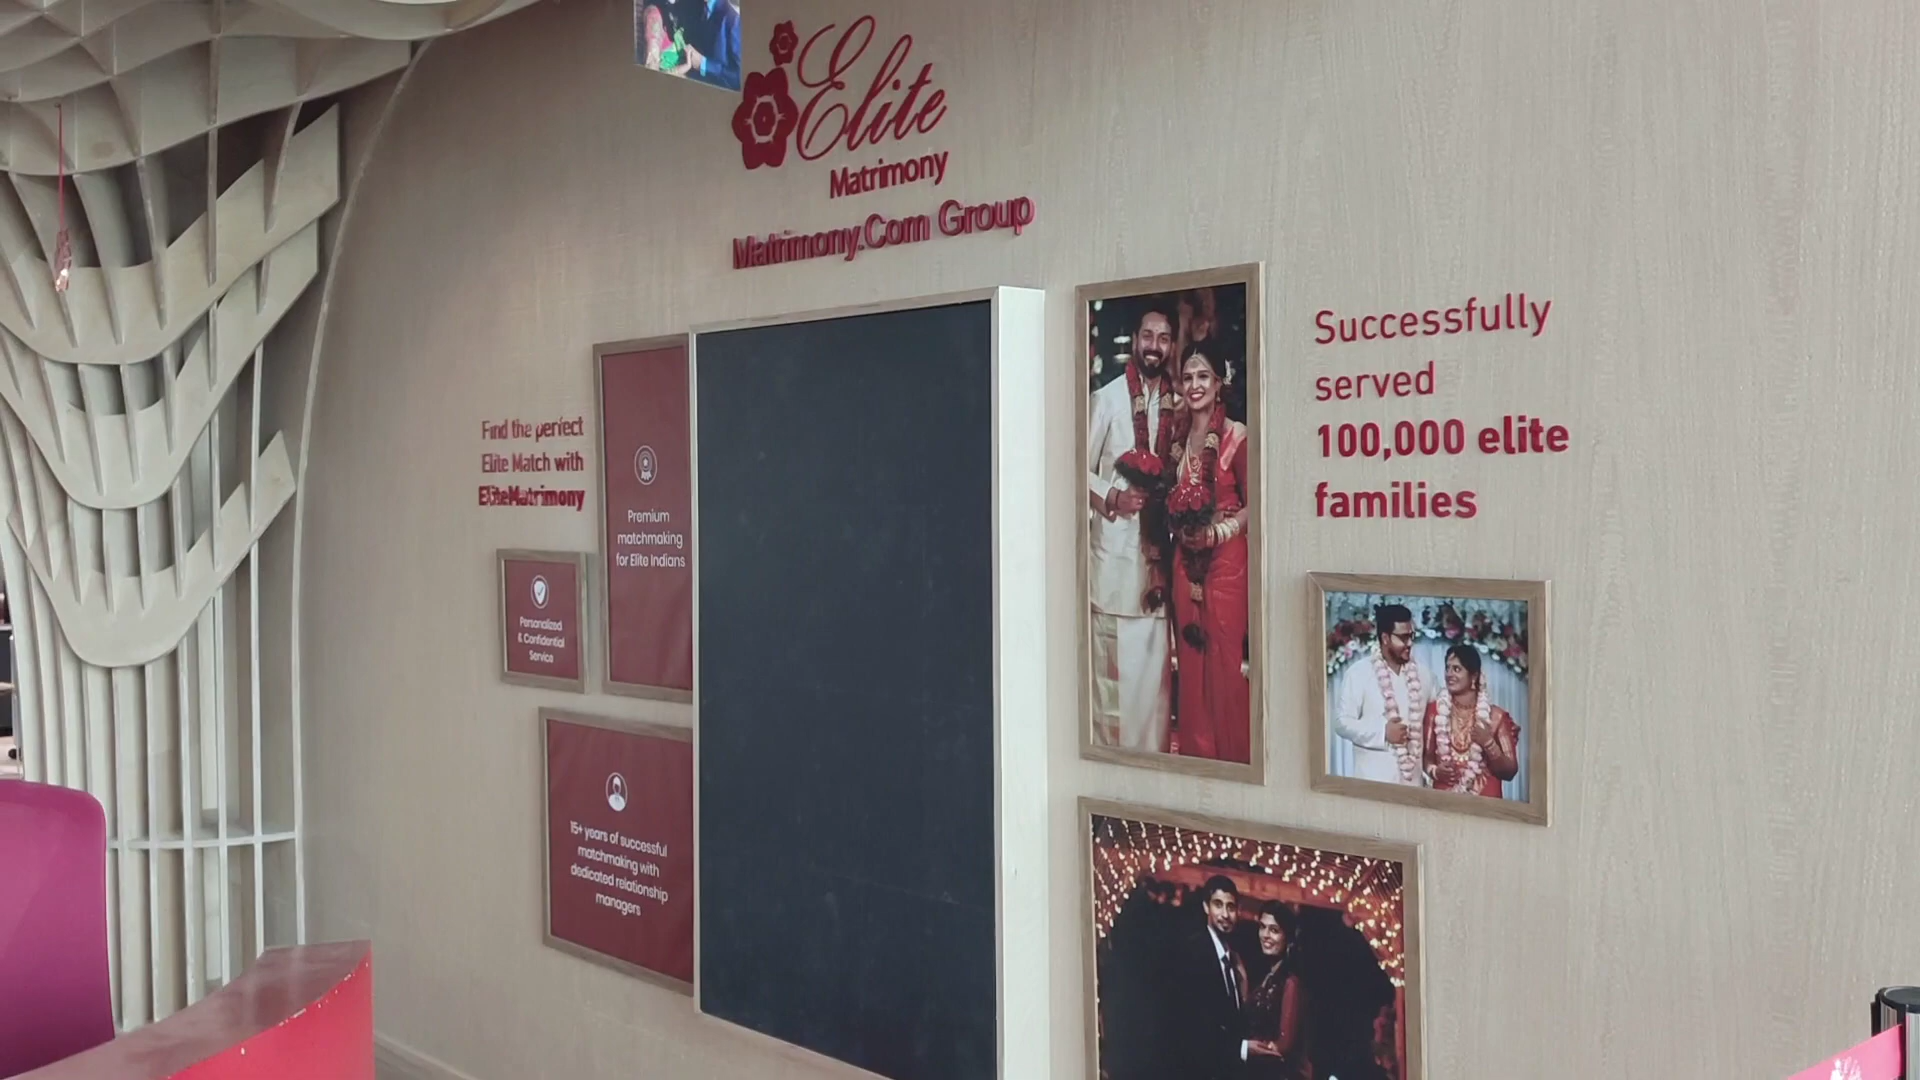 Elite
Matrimony
Matrimony.Com Group
Find the perfect
Elite Match with
EliteMatrimony
Premium
matchmaking
for Elite Indians
Personalized
& Confidential
Service
15+ years of successful
matchmaking with
dedicated relationship
managers
Successfully
served
100,000 elite
families